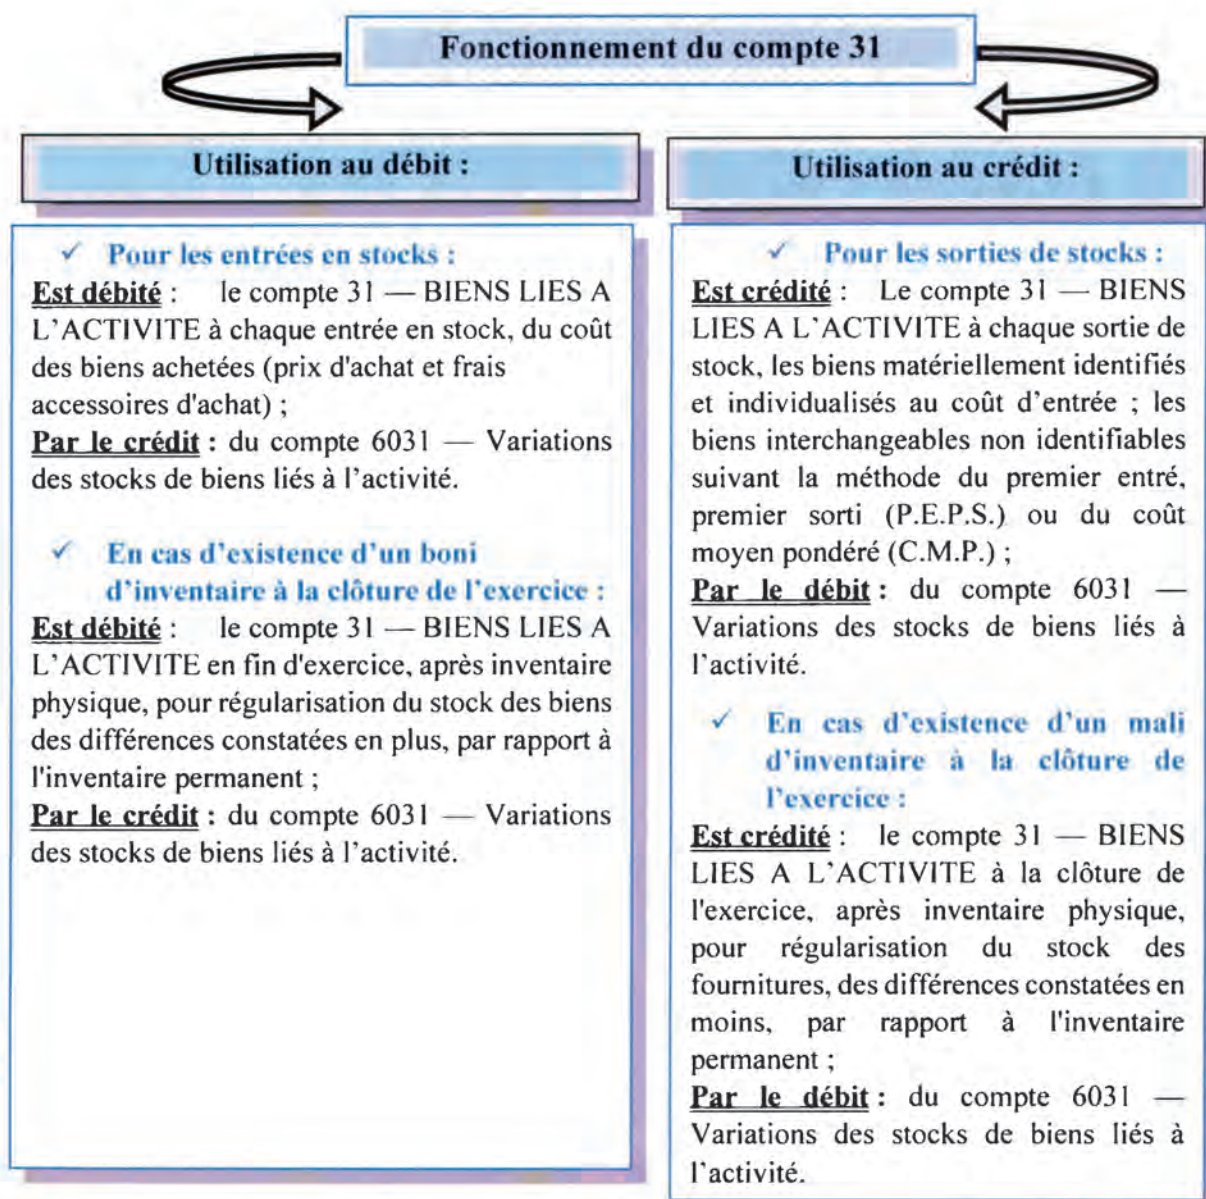 Fonctionnement du compte 31
Utilisation au débit :
✓ Pour les entrées en stocks :
Est débité : le compte 31 — BIENS LIES A
L'ACTIVITE à chaque entrée en stock, du coût
des biens achetées (prix d'achat et frais
accessoires d'achat) ;
Par le crédit : du compte 6031 — Variations
des stocks de biens liés à l'activité.
✓ En cas d'existence d'un boni
d'inventaire à la clôture de l'exercice :
Est débité : le compte 31 — BIENS LIES A
L'ACTIVITE en fin d'exercice, après inventaire
physique, pour régularisation du stock des biens
des différences constatées en plus, par rapport à
l'inventaire permanent ;
Par le crédit : du compte 6031 — Variations
des stocks de biens liés à l'activité.
Utilisation au crédit :
✓ Pour les sorties de stocks :
Est crédité : Le compte 31 — BIENS
LIES A L'ACTIVITE à chaque sortie de
stock, les biens matériellement identifiés
et individualisés au coût d'entrée ; les
biens interchangeables non identifiables
suivant la méthode du premier entré,
premier sorti (P.E.P.S.) ou du coût
moyen pondéré (C.M.P.) ;
Par le débit : du compte 6031 —
Variations des stocks de biens liés à
l'activité.
✓ En cas d'existence d'un mali
d'inventaire à la clôture de
l'exercice :
Est crédité : le compte 31 — BIENS
LIES A L'ACTIVITE à la clôture de
l'exercice, après inventaire physique,
pour régularisation du stock des
fournitures, des différences constatées en
moins, par rapport à l'inventaire
permanent ;
Par le débit : du compte 6031 —
Variations des stocks de biens liés à
l'activité.